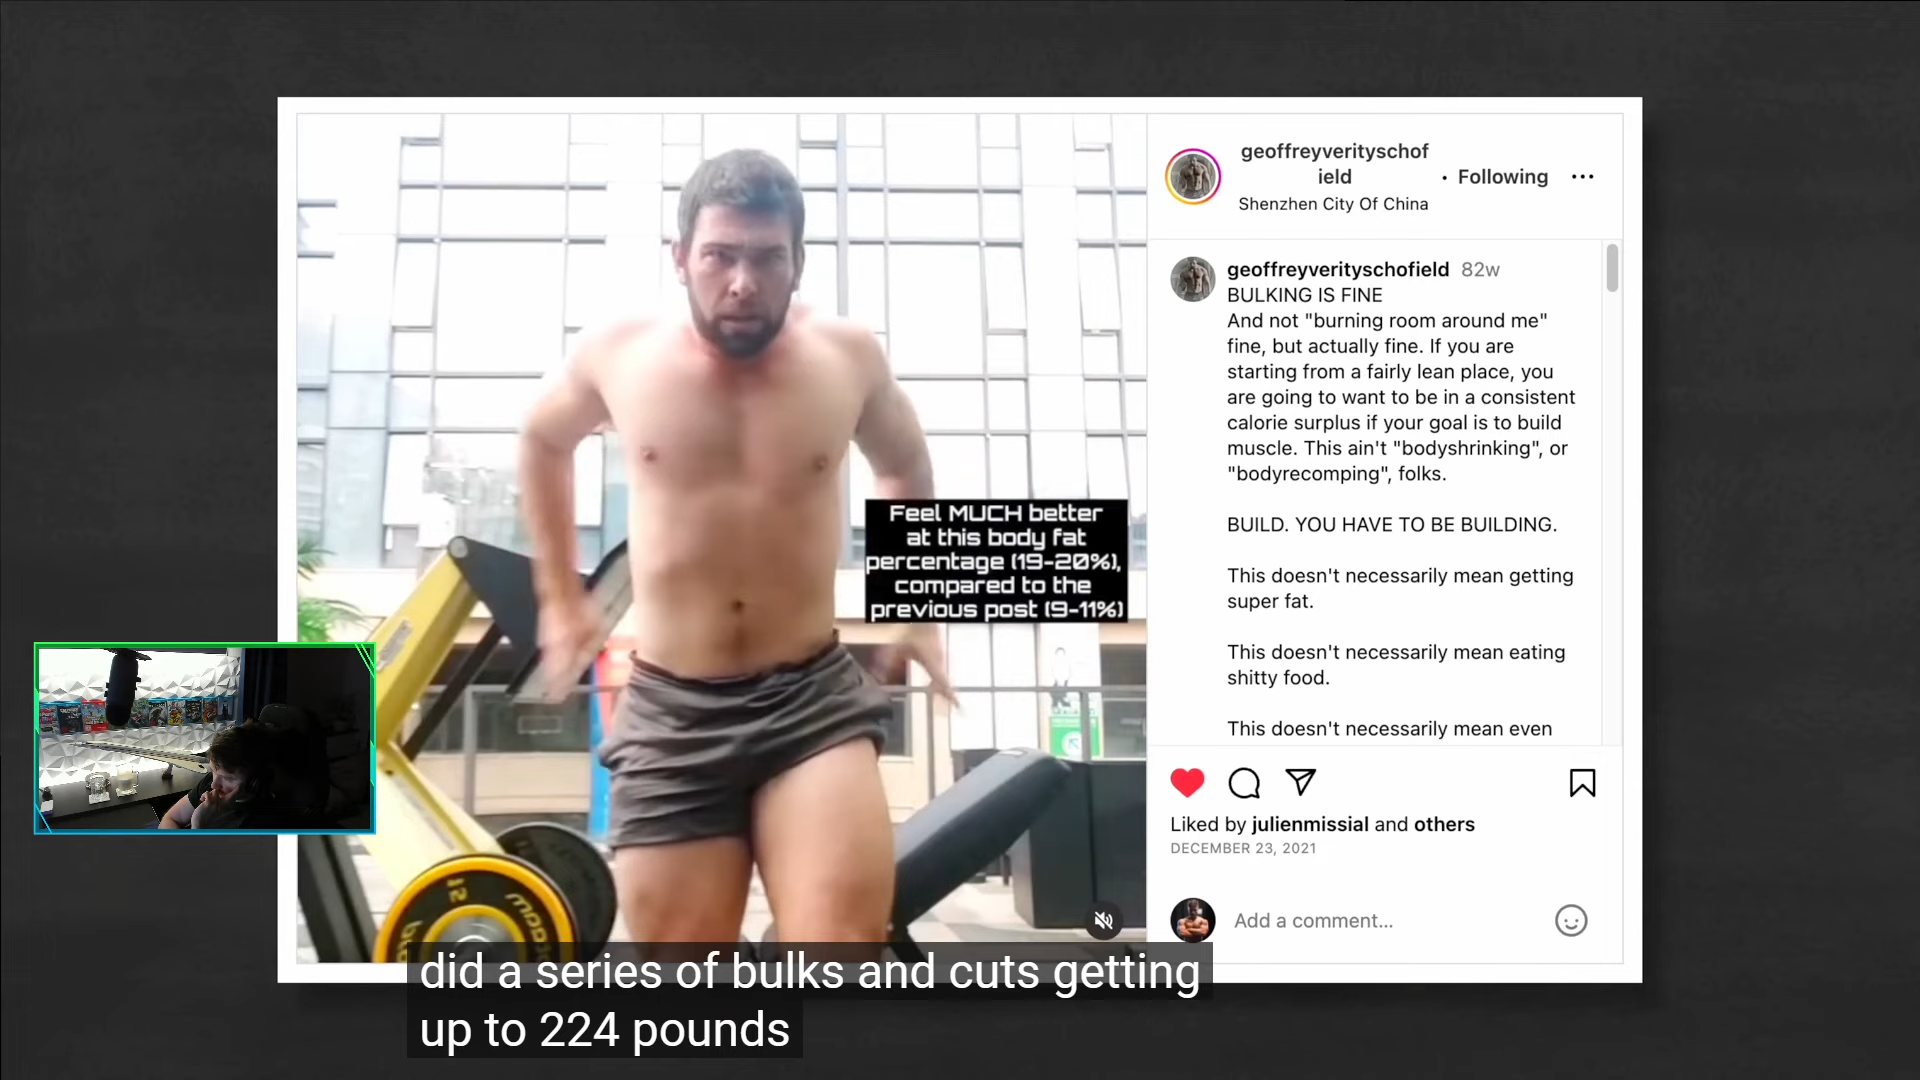 geoffreyverityschof
ield
• Following
Shenzhen City Of China
geoffreyverityschofield 82w
BULKING IS FINE
And not "burning room around me"
fine, but actually fine. If you are
starting from a fairly lean place, you
are going to want to be in a consistent
calorie surplus if your goal is to build
muscle. This ain't "bodyshrinking", or
"bodyrecomping", folks.
BUILD. YOU HAVE TO BE BUILDING.
This doesn't necessarily mean getting
super fat.
This doesn't necessarily mean eating
shitty food.
This doesn't necessarily mean even
Feel MUCH better
at this body fat
percentage (19-20%),
compared to the
previous post (9-11%)
Liked by julienmissial and others
DECEMBER 23, 2021
Add a comment...
did a series of bulks and cuts getting
up to 224 pounds